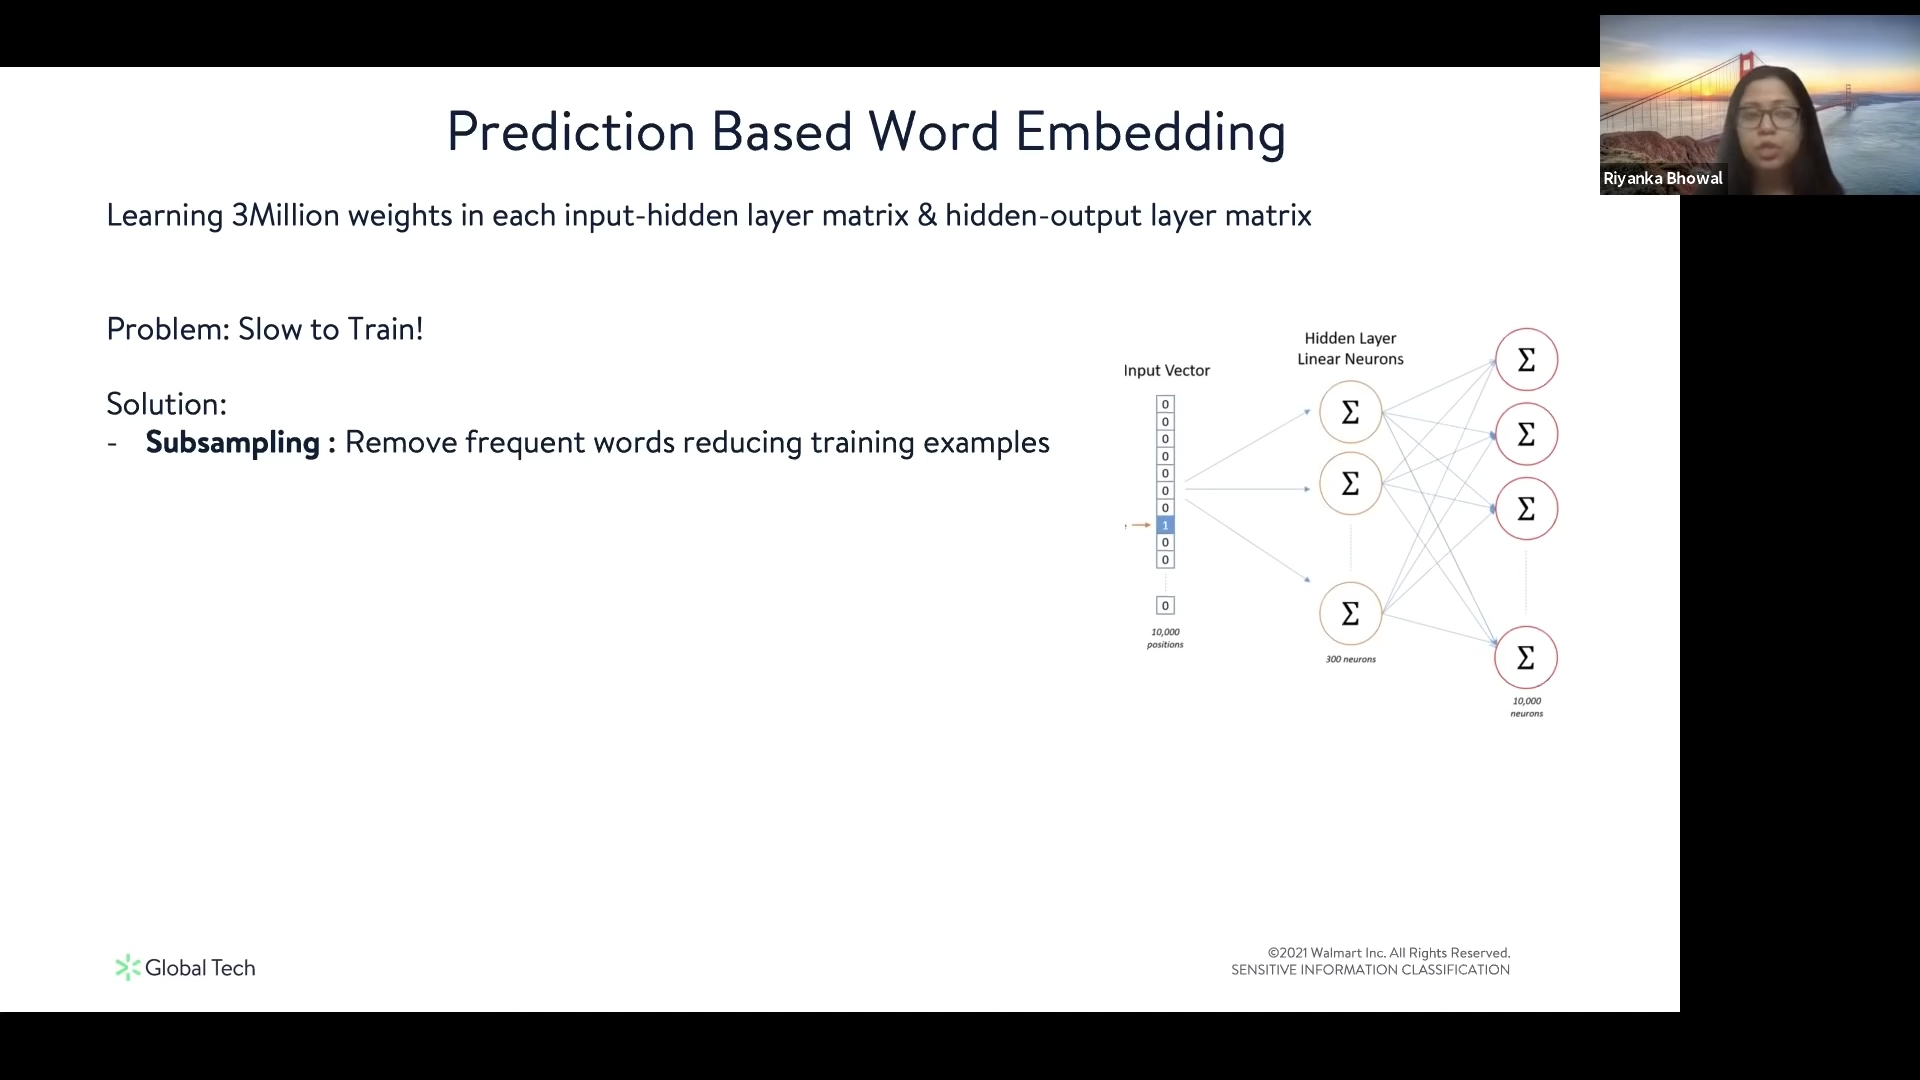 Prediction Based Word Embedding
Riyanka Bhowal
Learning 3Million weights in each input-hidden layer matrix & hidden-output layer matrix
Problem: Slow to Train!
Solution:
- Subsampling : Remove frequent words reducing training examples
Hidden Layer
Linear Neurons
Input Vector
0
0
0
0
0
0
0
1
0
0
0
10,000
positions
Σ
Σ
Σ
300 neurons
Σ
Σ
Σ
Σ
10,000
neurons
Global Tech
©2021 Walmart Inc. All Rights Reserved.
SENSITIVE INFORMATION CLASSIFICATION